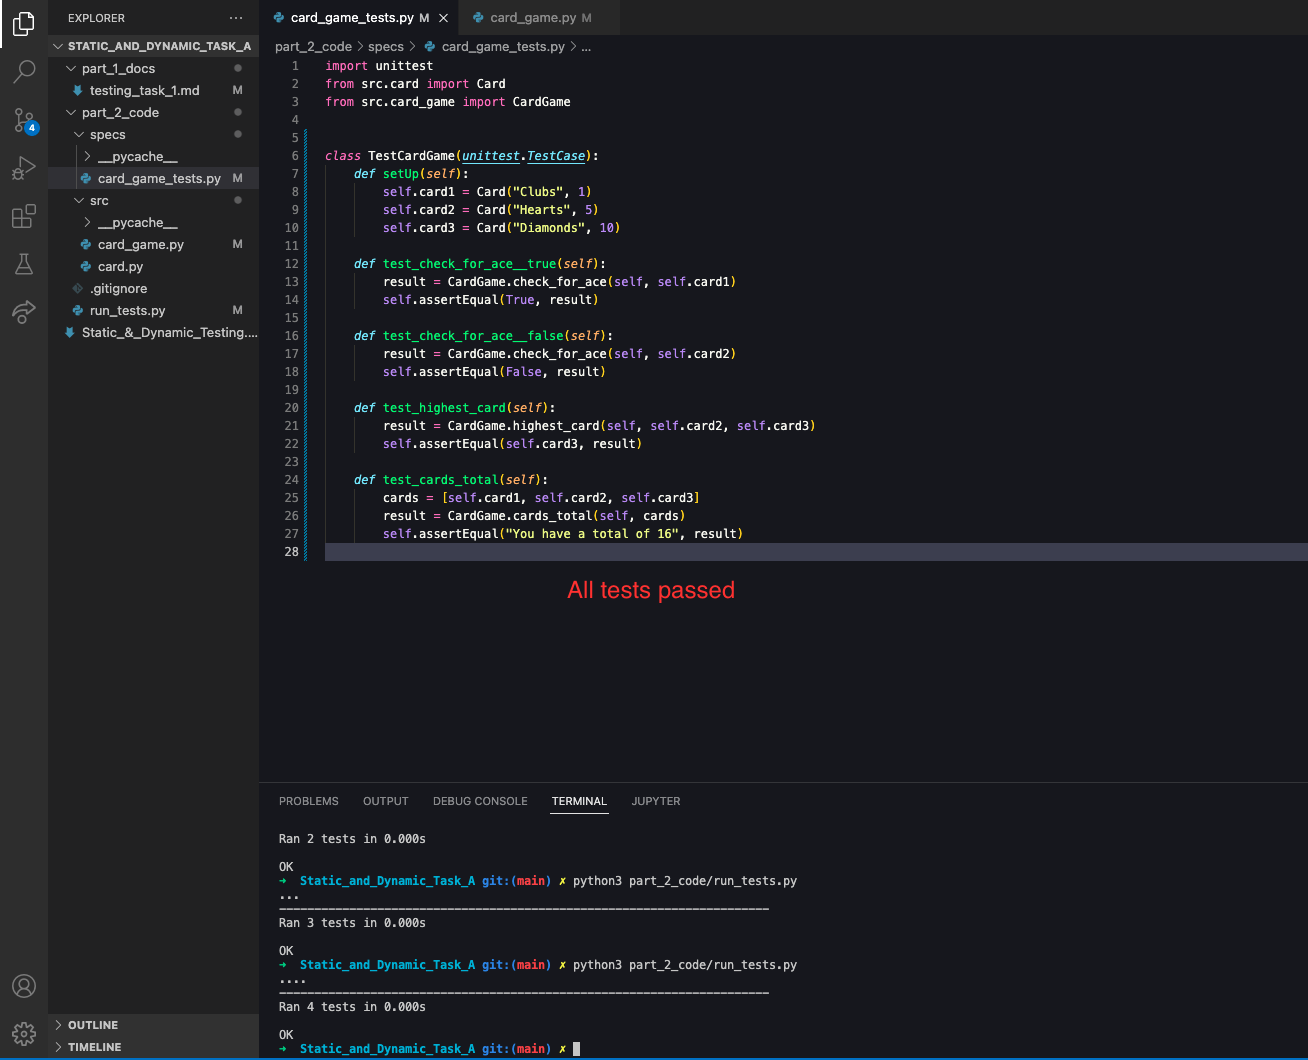 EXPLORER
STATIC_AND_DYNAMIC_TASK_A
part_1_docs
testing_task_1.md M
part_2_code
specs
__pycache__
card_game_tests.py M
src
__pycache__
card_game.py M
card.py
.gitignore
run_tests.py M
Static_&_Dynamic_Testing....
4
OUTLINE
TIMELINE
card_game_tests.py M card_game.py M
part_2_code > specs > card_game_tests.py > ...
1 import unittest
2 from src.card import Card
3 from src.card_game import CardGame
4
5
6 class TestCardGame(unittest.TestCase):
7 def setUp(self):
8 self.card1 = Card("Clubs", 1)
9 self.card2 = Card("Hearts", 5)
10 self.card3 = Card("Diamonds", 10)
11
12 def test_check_for_ace__true(self):
13 result = CardGame.check_for_ace(self, self.card1)
14 self.assertEqual(True, result)
15
16 def test_check_for_ace__false(self):
17 result = CardGame.check_for_ace(self, self.card2)
18 self.assertEqual(False, result)
19
20 def test_highest_card(self):
21 result = CardGame.highest_card(self, self.card2, self.card3)
22 self.assertEqual(self.card3, result)
23
24 def test_cards_total(self):
25 cards = [self.card1, self.card2, self.card3]
26 result = CardGame.cards_total(self, cards)
27 self.assertEqual("You have a total of 16", result)
28
All tests passed
PROBLEMS OUTPUT DEBUG CONSOLE TERMINAL JUPYTER
Ran 2 tests in 0.000s
OK
→ Static_and_Dynamic_Task_A git:(main) ✗ python3 part_2_code/run_tests.py
...
----------------------------------------------------------------------
Ran 3 tests in 0.000s
OK
→ Static_and_Dynamic_Task_A git:(main) ✗ python3 part_2_code/run_tests.py
....
----------------------------------------------------------------------
Ran 4 tests in 0.000s
OK
→ Static_and_Dynamic_Task_A git:(main) ✗